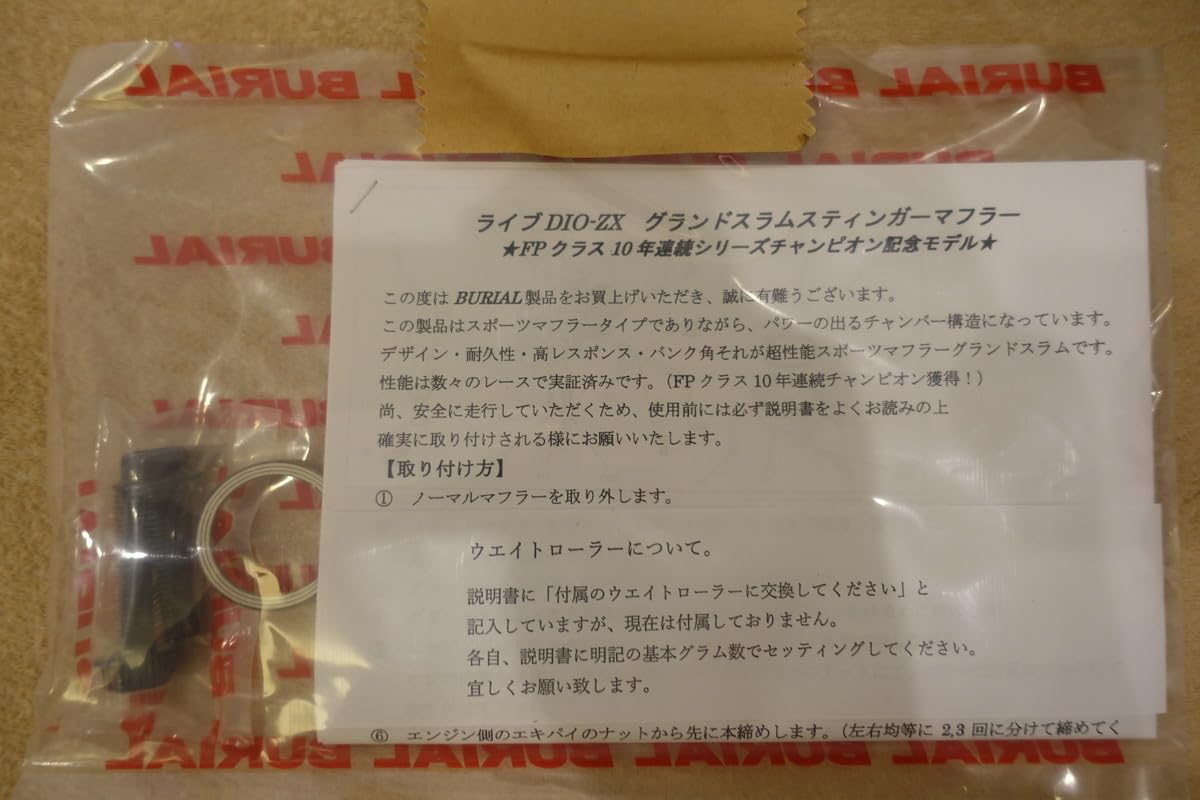 BURIAL BURIAL BURIAL
BURIAL
BURIAL
ライブDIO-ZX グランドスラムスティンガーマフラー
★FPクラス10年連続シリーズチャンピオン記念モデル★
この度はBURIAL製品をお買上げいただき、誠に有難うございます。
この製品はスポーツマフラータイプでありながら、パワーの出るチャンバー構造になっています。
デザイン・耐久性・高レスポンス・バンク角それが超性能スポーツマフラーグランドスラムです。
性能は数々のレースで実証済みです。(FPクラス10年連続チャンピオン獲得!)
尚、安全に走行していただくため、使用前には必ず説明書をよくお読みの上
確実に取り付けされる様にお願いいたします。
【取り付け方】
① ノーマルマフラーを取り外します。
ウエイトローラーについて。
説明書に「付属のウエイトローラーに交換してください」と
記入していますが、現在は付属しておりません。
各自、説明書に明記の基本グラム数でセッティングしてください。
宜しくお願い致します。
⑥ エンジン側のエキパイのナットから先に本締めします。(左右均等に2,3回に分けて締めてく
BURIAL BURIAL BURIAL BURIAL